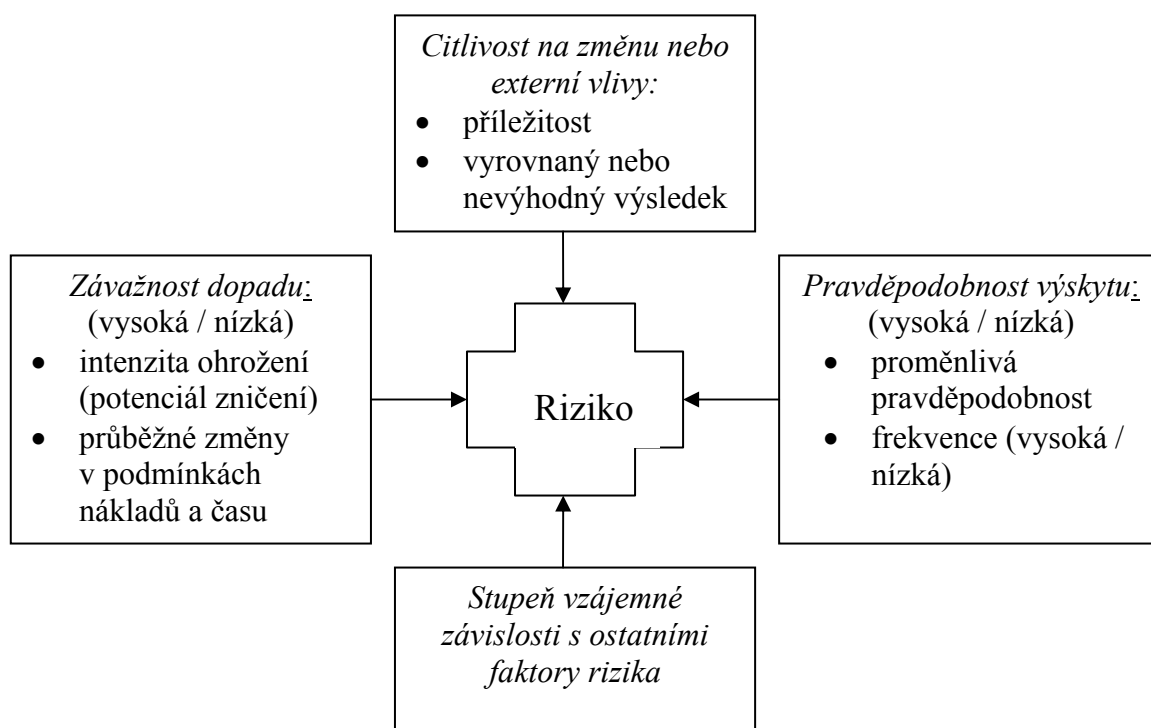 Citlivost na změnu nebo
externí vlivy:
• příležitost
• vyrovnaný nebo
nevýhodný výsledek
Závažnost dopadu:
(vysoká / nízká)
• intenzita ohrožení
(potenciál zničení)
• průběžné změny
v podmínkách
nákladů a času
Riziko
Pravděpodobnost výskytu:
(vysoká / nízká)
• proměnlivá
pravděpodobnost
• frekvence (vysoká /
nízká)
Stupeň vzájemné
závislosti s ostatními
faktory rizika